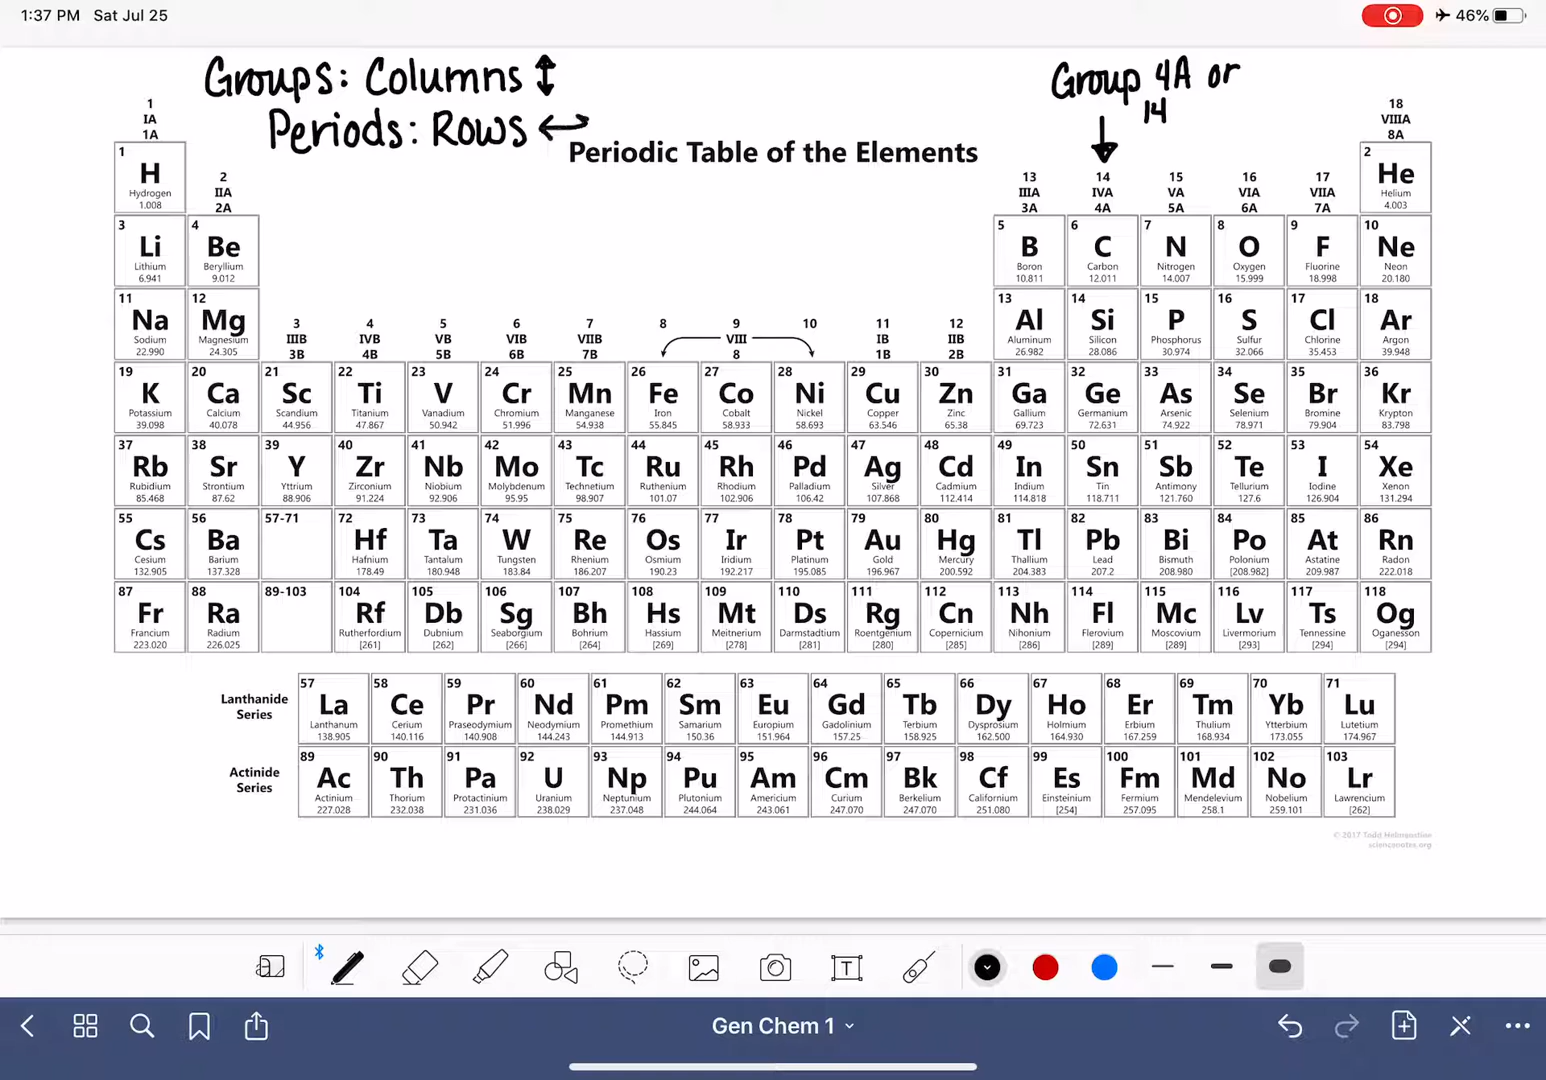 1:37 PM Sat Jul 25 46%
Groups: Columns ↕
Periods: Rows ↔
Group 4A or
14
Periodic Table of the Elements
1 18
IA VIIIA
1A 8A
1 2
H He
Hydrogen Helium
1.008 4.003
2 13 14 15 16 17
IIA IIIA IVA VA VIA VIIA
2A 3A 4A 5A 6A 7A
3 4 5 6 7 8 9 10
Li Be B C N O F Ne
Lithium Beryllium Boron Carbon Nitrogen Oxygen Fluorine Neon
6.941 9.012 10.811 12.011 14.007 15.999 18.998 20.180
11 12 13 14 15 16 17 18
Na Mg Al Si P S Cl Ar
Sodium Magnesium Aluminum Silicon Phosphorus Sulfur Chlorine Argon
22.990 24.305 26.982 28.086 30.974 32.066 35.453 39.948
3 4 5 6 7 8 9 10 11 12
IIIB IVB VB VIB VIIB VIII IB IIB
3B 4B 5B 6B 7B 8 1B 2B
19 20 21 22 23 24 25 26 27 28 29 30 31 32 33 34 35 36
K Ca Sc Ti V Cr Mn Fe Co Ni Cu Zn Ga Ge As Se Br Kr
Potassium Calcium Scandium Titanium Vanadium Chromium Manganese Iron Cobalt Nickel Copper Zinc Gallium Germanium Arsenic Selenium Bromine Krypton
39.098 40.078 44.956 47.867 50.942 51.996 54.938 55.845 58.933 58.693 63.546 65.38 69.723 72.631 74.922 78.971 79.904 83.798
37 38 39 40 41 42 43 44 45 46 47 48 49 50 51 52 53 54
Rb Sr Y Zr Nb Mo Tc Ru Rh Pd Ag Cd In Sn Sb Te I Xe
Rubidium Strontium Yttrium Zirconium Niobium Molybdenum Technetium Ruthenium Rhodium Palladium Silver Cadmium Indium Tin Antimony Tellurium Iodine Xenon
85.468 87.62 88.906 91.224 92.906 95.95 98.907 101.07 102.906 106.42 107.868 112.414 114.818 118.711 121.760 127.6 126.904 131.294
55 56 57-71 72 73 74 75 76 77 78 79 80 81 82 83 84 85 86
Cs Ba Hf Ta W Re Os Ir Pt Au Hg Tl Pb Bi Po At Rn
Cesium Barium Hafnium Tantalum Tungsten Rhenium Osmium Iridium Platinum Gold Mercury Thallium Lead Bismuth Polonium Astatine Radon
132.905 137.328 178.49 180.948 183.84 186.207 190.23 192.217 195.085 196.967 200.592 204.383 207.2 208.980 [208.982] 209.987 222.018
87 88 89-103 104 105 106 107 108 109 110 111 112 113 114 115 116 117 118
Fr Ra Rf Db Sg Bh Hs Mt Ds Rg Cn Nh Fl Mc Lv Ts Og
Francium Radium Rutherfordium Dubnium Seaborgium Bohrium Hassium Meitnerium Darmstadtium Roentgenium Copernicium Nihonium Flerovium Moscovium Livermorium Tennessine Oganesson
223.020 226.025 [261] [262] [266] [264] [269] [278] [281] [280] [285] [286] [289] [289] [293] [294] [294]
Lanthanide
Series
57 58 59 60 61 62 63 64 65 66 67 68 69 70 71
La Ce Pr Nd Pm Sm Eu Gd Tb Dy Ho Er Tm Yb Lu
Lanthanum Cerium Praseodymium Neodymium Promethium Samarium Europium Gadolinium Terbium Dysprosium Holmium Erbium Thulium Ytterbium Lutetium
138.905 140.116 140.908 144.243 144.913 150.36 151.964 157.25 158.925 162.500 164.930 167.259 168.934 173.055 174.967
Actinide
Series
89 90 91 92 93 94 95 96 97 98 99 100 101 102 103
Ac Th Pa U Np Pu Am Cm Bk Cf Es Fm Md No Lr
Actinium Thorium Protactinium Uranium Neptunium Plutonium Americium Curium Berkelium Californium Einsteinium Fermium Mendelevium Nobelium Lawrencium
227.028 232.038 231.036 238.029 237.048 244.064 243.061 247.070 247.070 251.080 [254] 257.095 258.1 259.101 [262]
© 2017 Todd Helmenstine
sciencenotes.org
T
Gen Chem 1